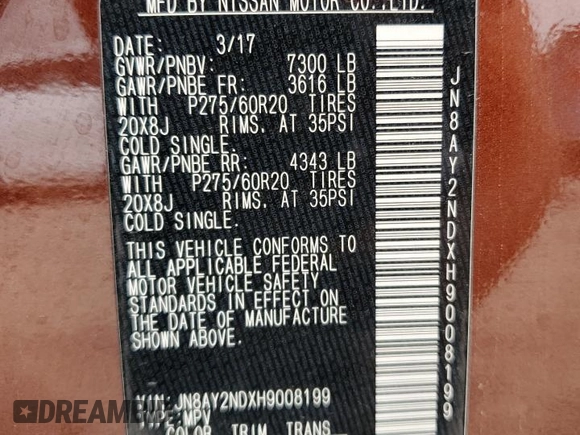 MFD BY NISSAN MOTOR CO.,LTD.
DATE: 3/17
GVWR/PNBV: 7300 LB
GAWR/PNBE FR: 3616 LB
WITH P275/60R20 TIRES
20X8J RIMS. AT 35PSI
COLD SINGLE.
GAWR/PNBE RR: 4343 LB
WITH P275/60R20 TIRES
20X8J RIMS. AT 35PSI
COLD SINGLE.
THIS VEHICLE CONFORMS TO
ALL APPLICABLE FEDERAL
MOTOR VEHICLE SAFETY
STANDARDS IN EFFECT ON
THE DATE OF MANUFACTURE
SHOWN ABOVE.
VIN: JN8AY2NDXH9008199
MPV
COLOR TRIM TRANS
JN8AY2NDXH9008199